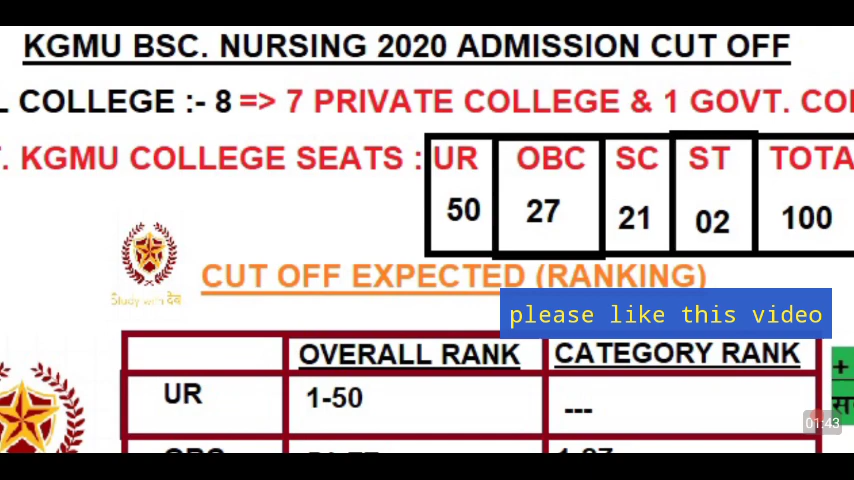 KGMU BSC. NURSING 2020 ADMISSION CUT OFF
L COLLEGE :- 8 => 7 PRIVATE COLLEGE & 1 GOVT. CO
T. KGMU COLLEGE SEATS : UR OBC SC ST TOTA
50 27 21 02 100
Study with देव
CUT OFF EXPECTED (RANKING)
please like this video
OVERALL RANK CATEGORY RANK
+
UR 1-50 ---
01:43